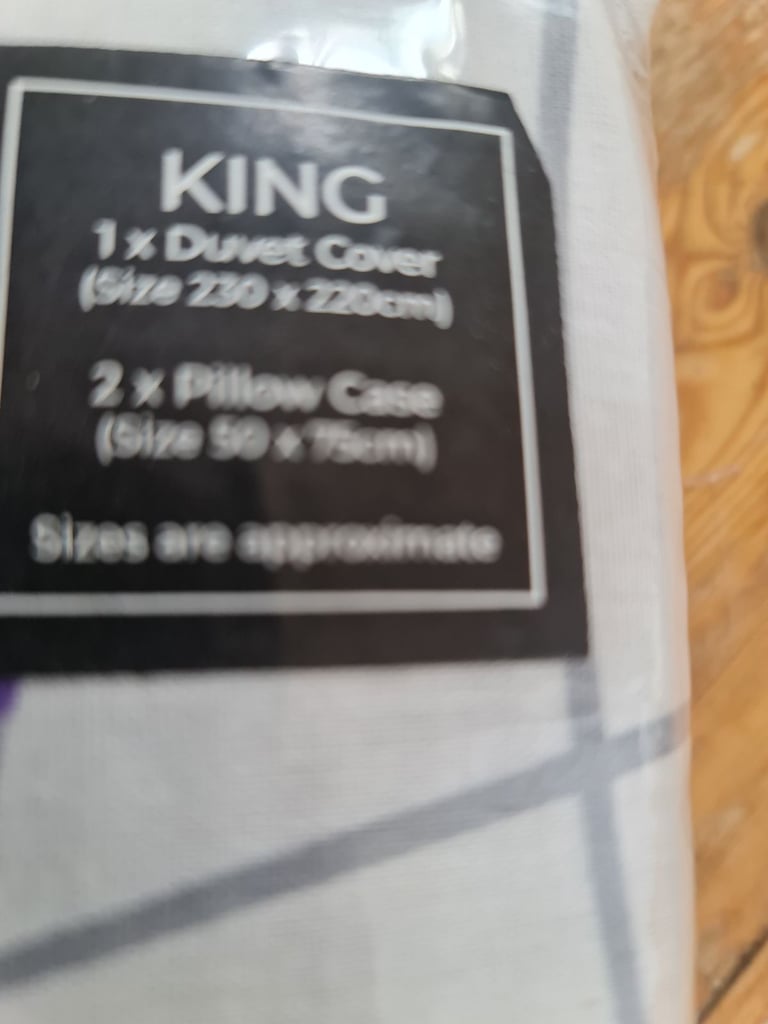 KING
1 x Duvet Cover
(Size 230 x 220cm)
2 x Pillow Case
(Size 50 x 75cm)
Sizes are approximate